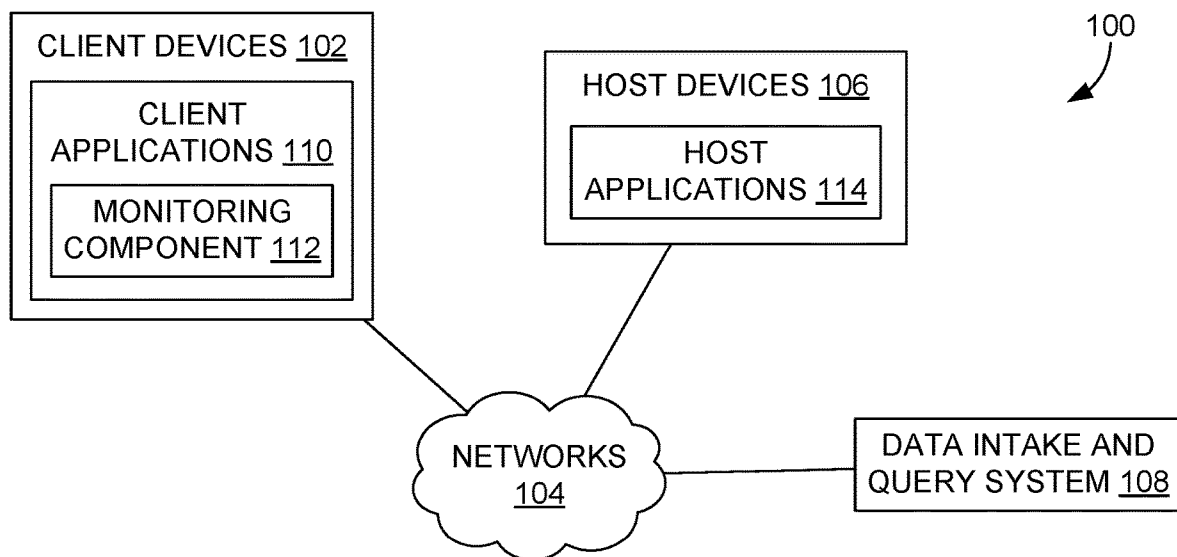 CLIENT DEVICES 102
CLIENT
APPLICATIONS 110
MONITORING
COMPONENT 112
HOST DEVICES 106
HOST
APPLICATIONS 114
100
NETWORKS
104
DATA INTAKE AND
QUERY SYSTEM 108